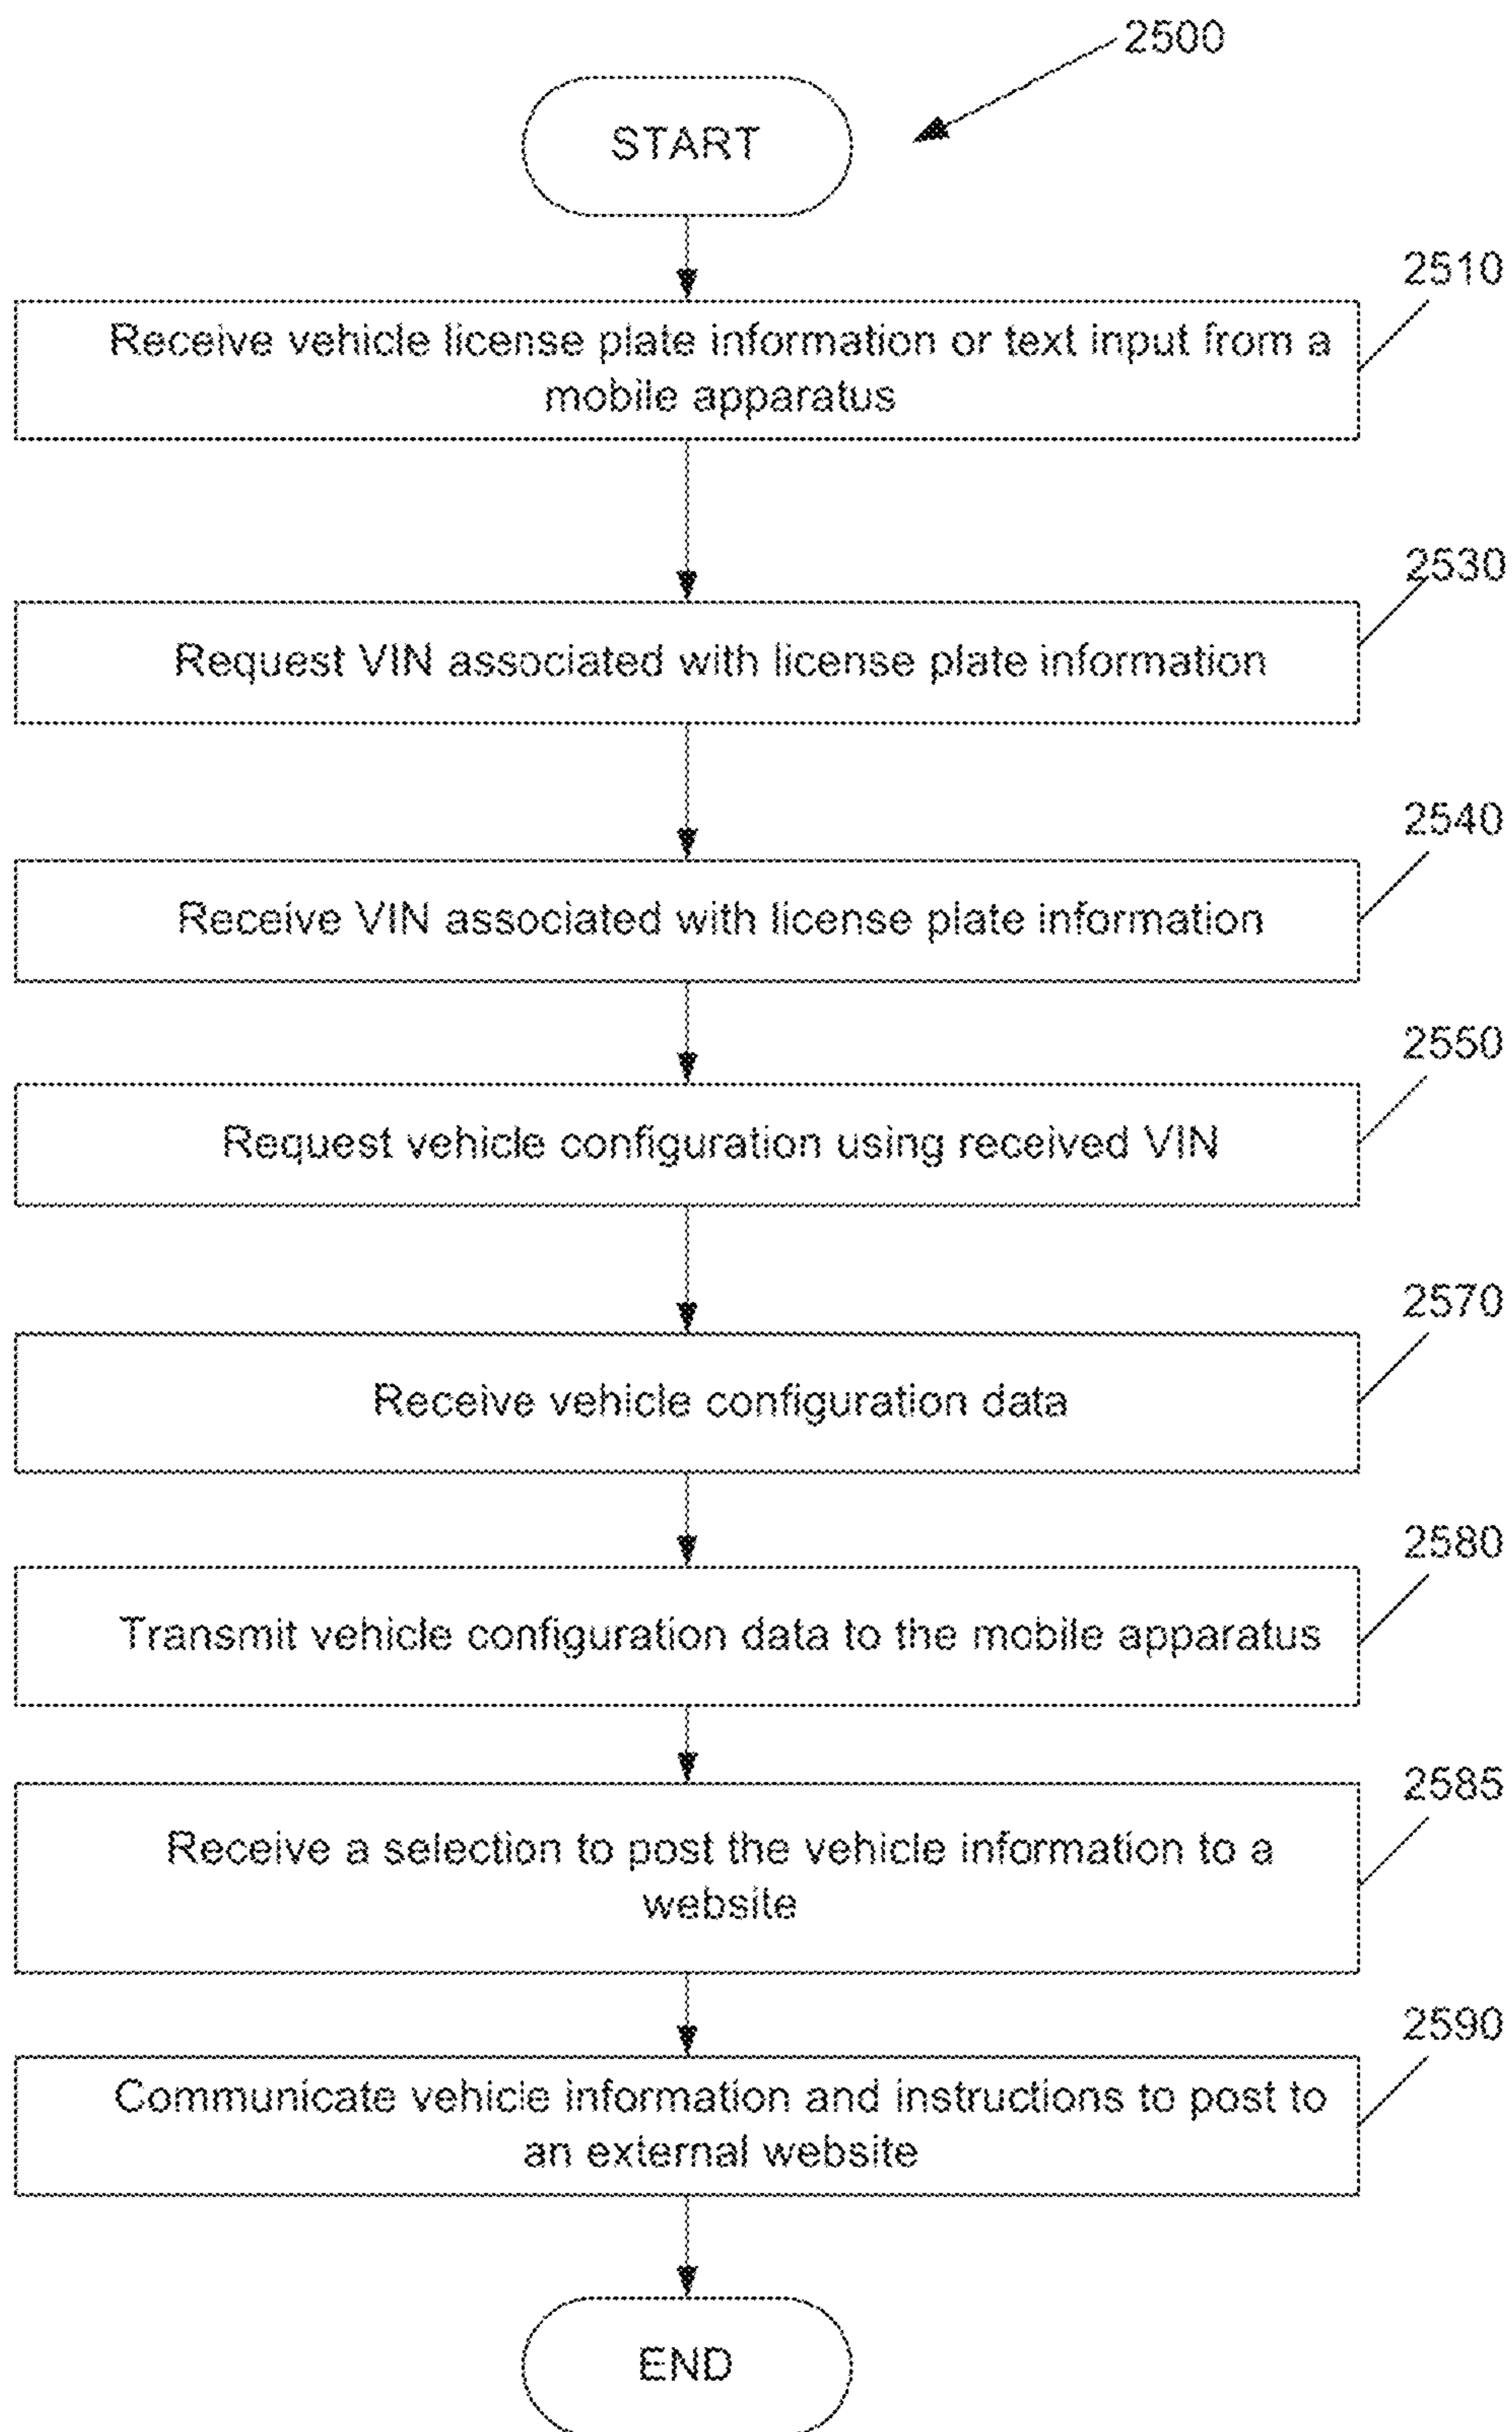 2500
START
2510
Receive vehicle license plate information or text input from a
mobile apparatus
2530
Request VIN associated with license plate information
2540
Receive VIN associated with license plate information
2550
Request vehicle configuration using received VIN
2570
Receive vehicle configuration data
2580
Transmit vehicle configuration data to the mobile apparatus
2585
Receive a selection to post the vehicle information to a
website
2590
Communicate vehicle information and instructions to post to
an external website
END